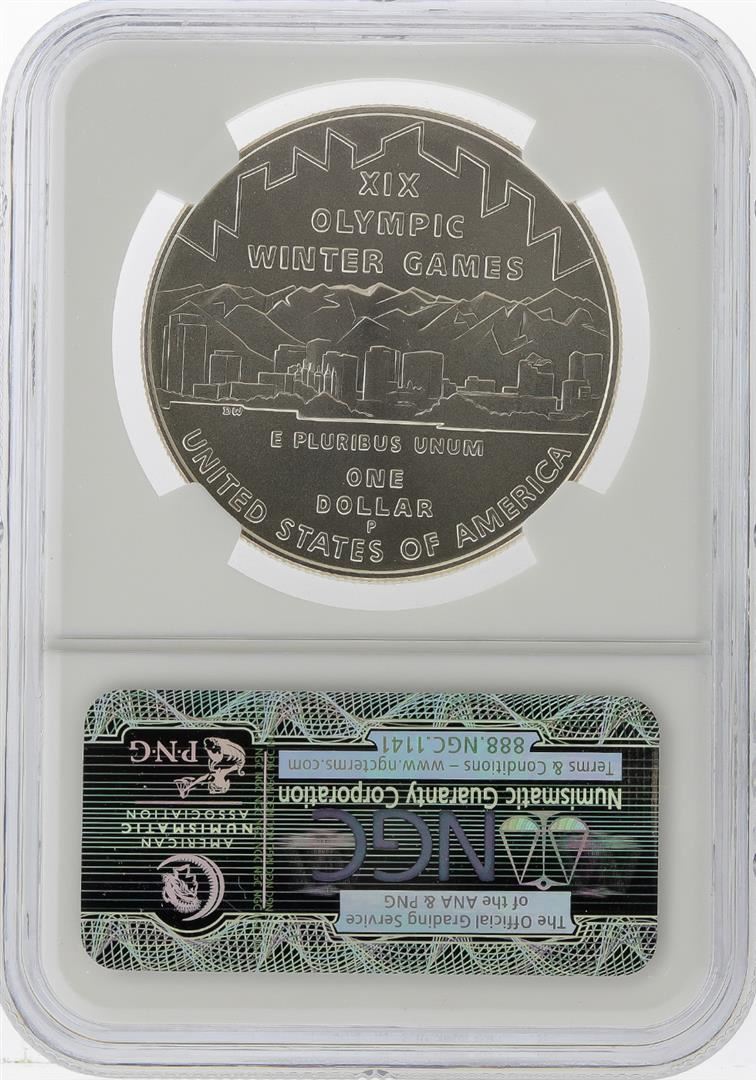 XIX
OLYMPIC
WINTER GAMES
DW
E PLURIBUS UNUM
ONE
DOLLAR
P
UNITED STATES OF AMERICA
The Official Grading Service
of the ANA & PNG
NGC
Numismatic Guaranty Corporation
Terms & Conditions – www.ngcterms.com
888.NGC.1141
AMERICAN
NUMISMATIC
ASSOCIATION
PNG